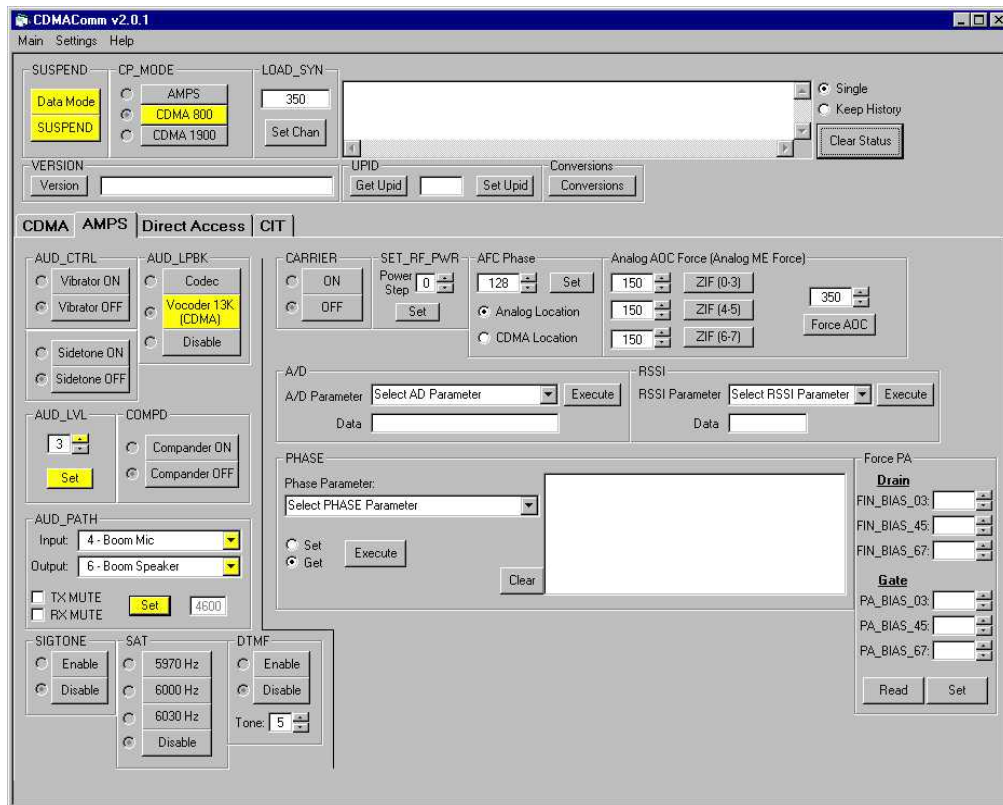 CDMAComm v2.0.1
Main Settings Help
SUSPEND
Data Mode
SUSPEND
CP_MODE
AMPS
CDMA 800
CDMA 1900
LOAD_SYN
350
Set Chan
Single
Keep History
Clear Status
VERSION
Version
UPID
Get Upid
Set Upid
Conversions
Conversions
CDMA AMPS Direct Access CIT
AUD_CTRL
Vibrator ON
Vibrator OFF
Sidetone ON
Sidetone OFF
AUD_LPBK
Codec
Vocoder 13K
(CDMA)
Disable
AUD_LVL
3
Set
COMPD
Compander ON
Compander OFF
AUD_PATH
Input: 4 - Boom Mic
Output: 6 - Boom Speaker
TX MUTE
RX MUTE
Set
4600
SIGTONE
Enable
Disable
SAT
5970 Hz
6000 Hz
6030 Hz
Disable
DTMF
Enable
Disable
Tone: 5
CARRIER
ON
OFF
SET_RF_PWR
Power
Step
0
Set
AFC Phase
128
Set
Analog Location
CDMA Location
Analog AOC Force (Analog ME Force)
150 ZIF (0-3)
150 ZIF (4-5)
150 ZIF (6-7)
350
Force AOC
A/D
A/D Parameter Select AD Parameter Execute
Data
RSSI
RSSI Parameter Select RSSI Parameter Execute
Data
PHASE
Phase Parameter:
Select PHASE Parameter
Set
Get
Execute
Clear
Force PA
Drain
FIN_BIAS_03:
FIN_BIAS_45:
FIN_BIAS_67:
Gate
PA_BIAS_03:
PA_BIAS_45:
PA_BIAS_67:
Read Set